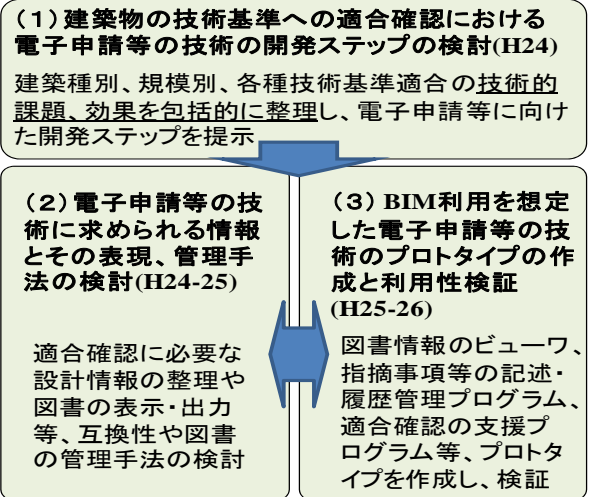 (1)建築物の技術基準への適合確認における
電子申請等の技術の開発ステップの検討(H24)
建築種別、規模別、各種技術基準適合の技術的
課題、効果を包括的に整理し、電子申請等に向け
た開発ステップを提示
(2)電子申請等の技
術に求められる情報
とその表現、管理手
法の検討(H24-25)
適合確認に必要な
設計情報の整理や
図書の表示・出力
等、互換性や図書
の管理手法の検討
(3)BIM利用を想定
した電子申請等の技
術のプロトタイプの作
成と利用性検証
(H25-26)
図書情報のビューワ、
指摘事項等の記述・
履歴管理プログラム、
適合確認の支援プ
ログラム等、プロトタ
イプを作成し、検証